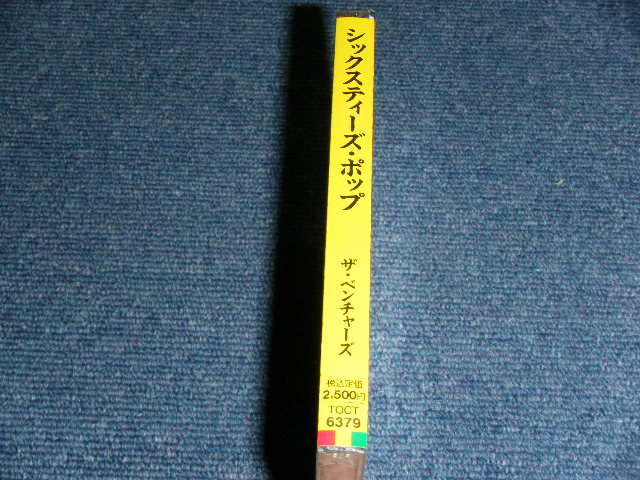 シックスティーズ・ポップ
ザ・ベンチャーズ
税込定価
2,500円
TOCT
6379